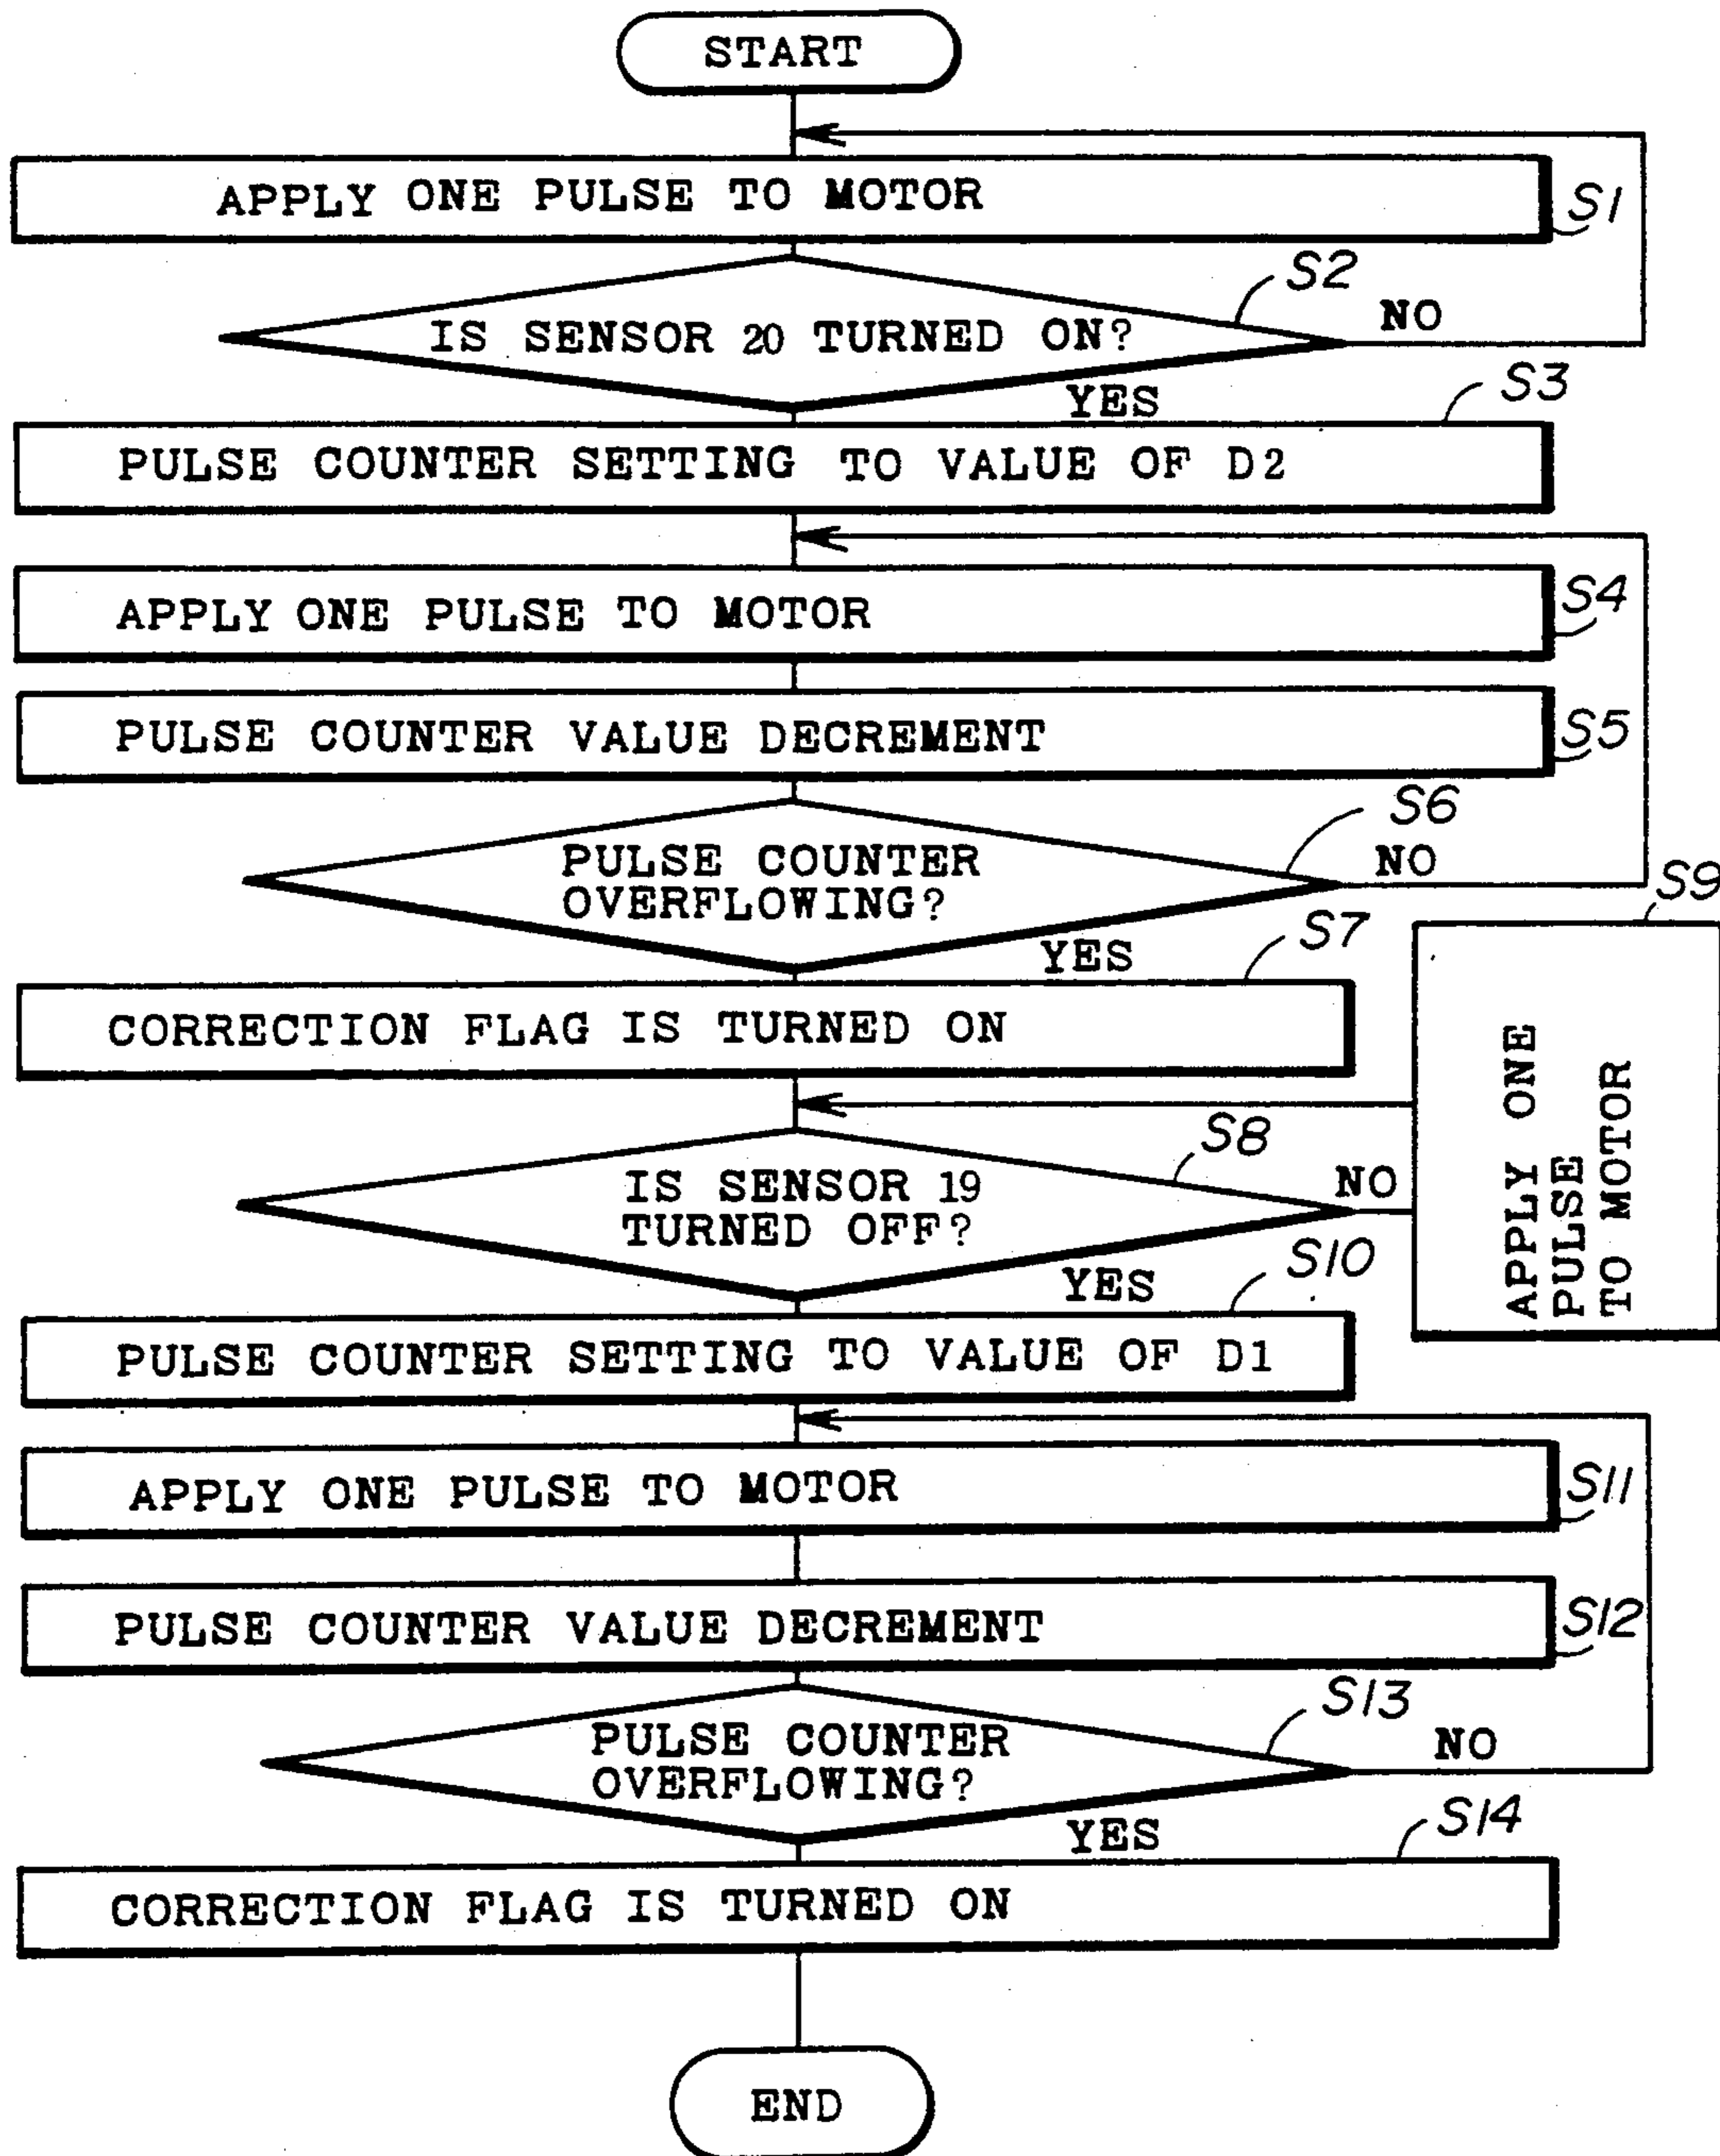 START
APPLY ONE PULSE TO MOTOR
S1
S2
IS SENSOR 20 TURNED ON?
NO
YES
S3
PULSE COUNTER SETTING TO VALUE OF D2
APPLY ONE PULSE TO MOTOR
S4
PULSE COUNTER VALUE DECREMENT
S5
S6
PULSE COUNTER
OVERFLOWING?
NO
YES
S7
CORRECTION FLAG IS TURNED ON
S8
IS SENSOR 19
TURNED OFF?
NO
S9
APPLY ONE
PULSE
TO MOTOR
YES
S10
PULSE COUNTER SETTING TO VALUE OF D1
APPLY ONE PULSE TO MOTOR
S11
PULSE COUNTER VALUE DECREMENT
S12
S13
PULSE COUNTER
OVERFLOWING?
NO
YES
S14
CORRECTION FLAG IS TURNED ON
END